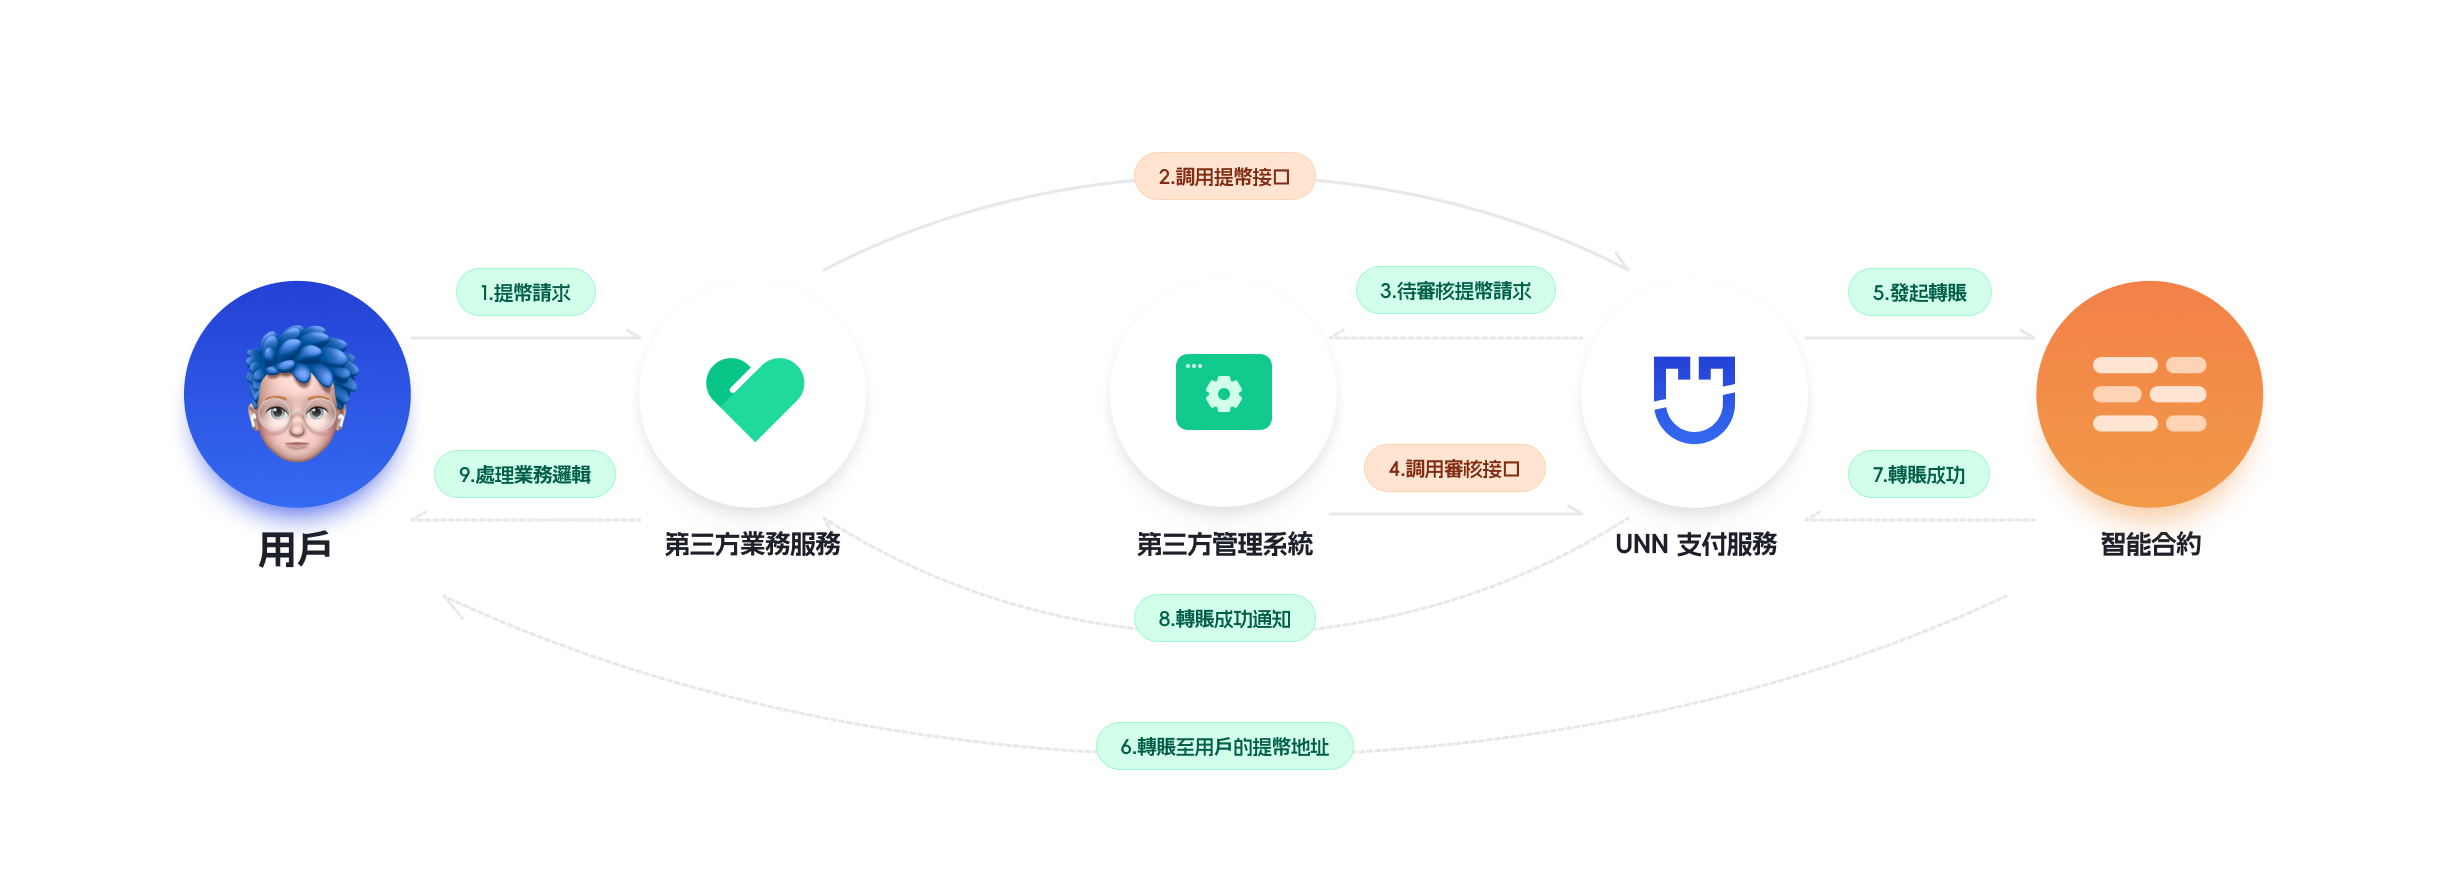 2.調用提幣接口
1.提幣請求
3.待審核提幣請求
5.發起轉賬
9.處理業務邏輯
4.調用審核接口
7.轉賬成功
用戶
第三方業務服務
第三方管理系統
UNN 支付服務
智能合約
8.轉賬成功通知
6.轉賬至用戶的提幣地址